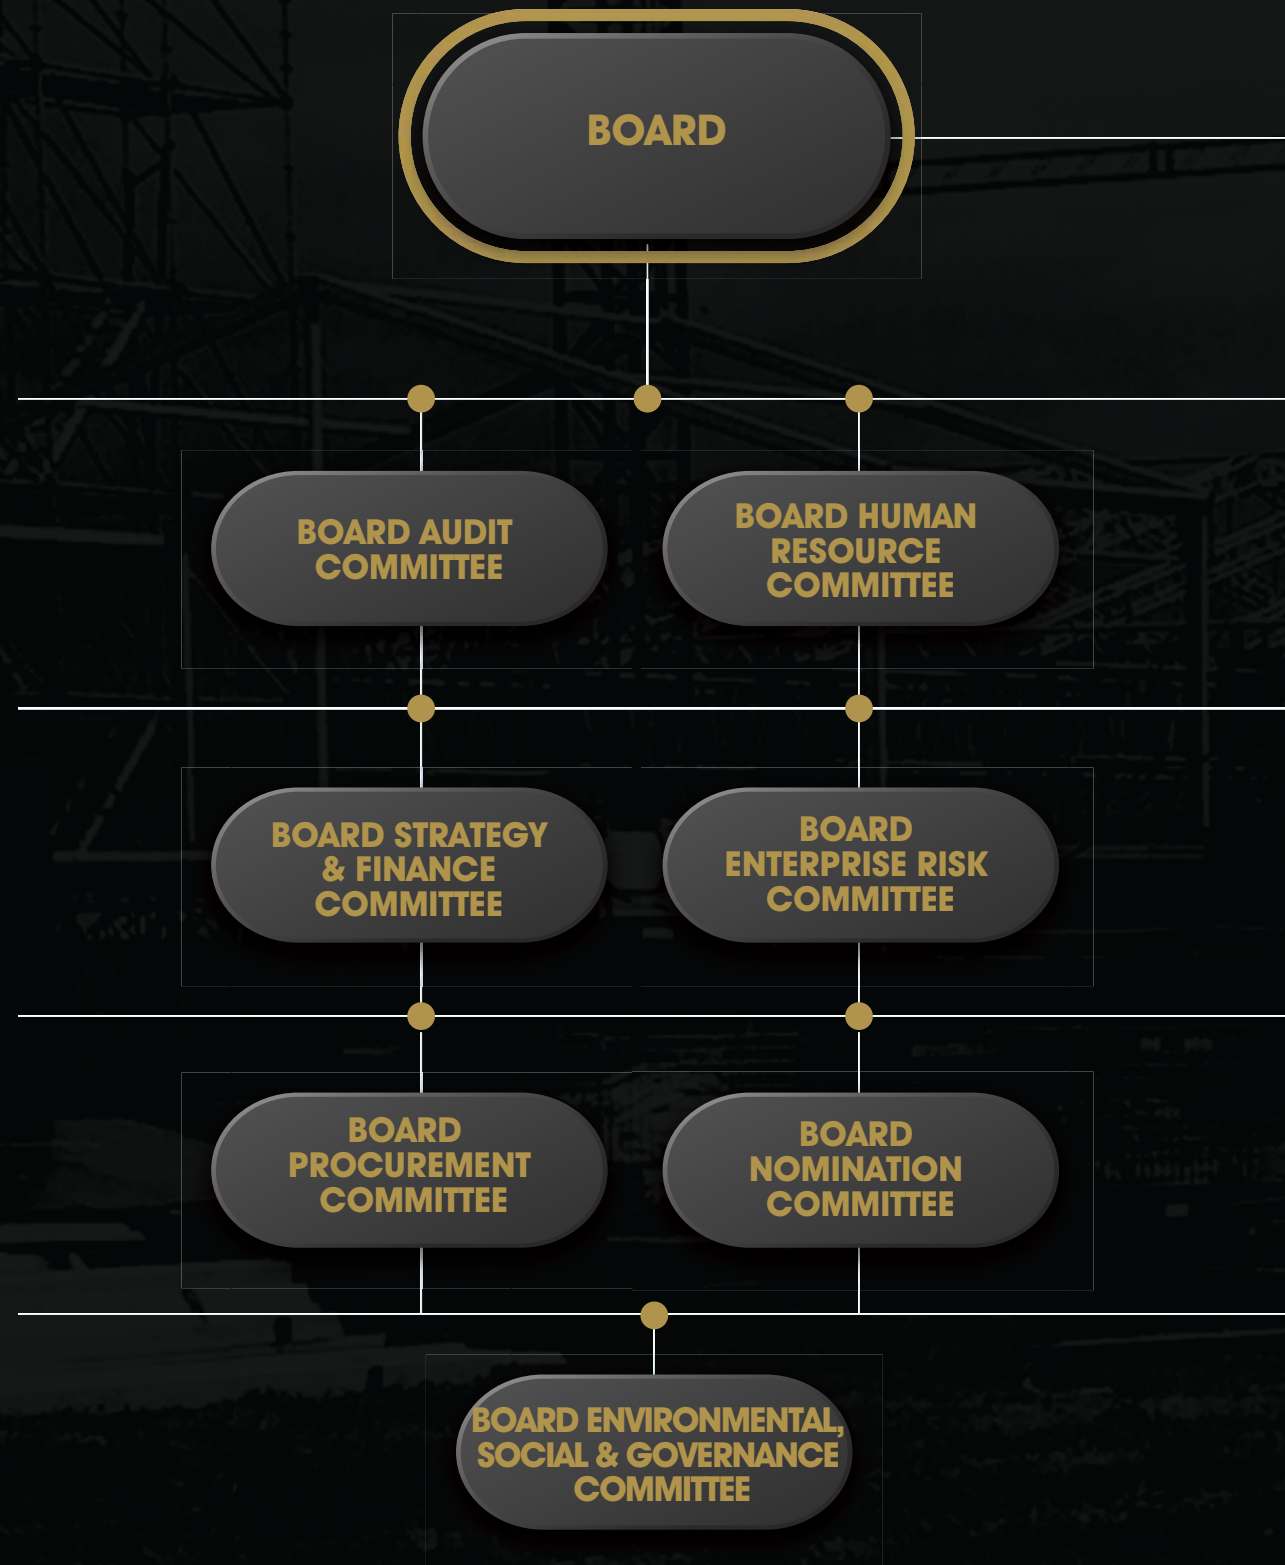 BOARD
BOARD AUDIT
COMMITTEE
BOARD HUMAN
RESOURCE
COMMITTEE
BOARD STRATEGY
& FINANCE
COMMITTEE
BOARD
ENTERPRISE RISK
COMMITTEE
BOARD
PROCUREMENT
COMMITTEE
BOARD
NOMINATION
COMMITTEE
BOARD ENVIRONMENTAL,
SOCIAL & GOVERNANCE
COMMITTEE